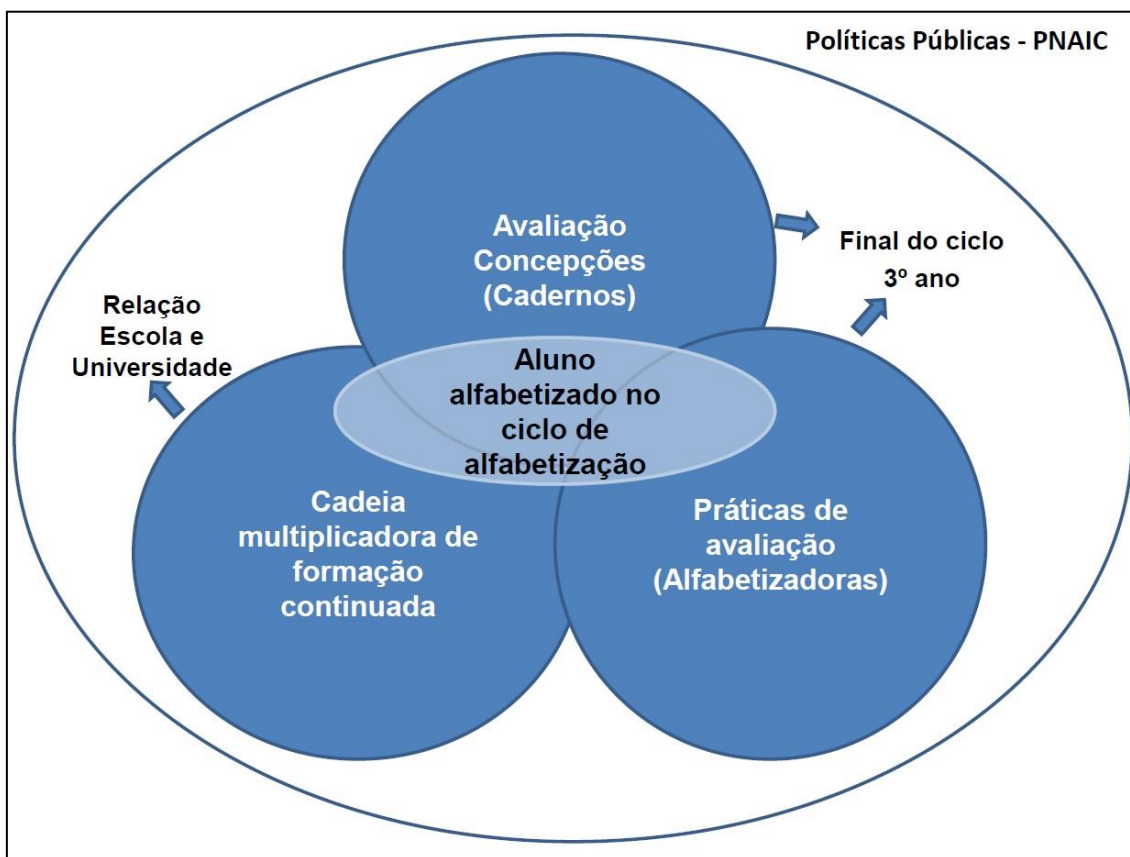 Políticas Públicas - PNAIC
Avaliação
Concepções
(Cadernos)
Final do ciclo
3º ano
Relação
Escola e
Universidade
Aluno
alfabetizado no
ciclo de
alfabetização
Cadeia
multiplicadora de
formação
continuada
Práticas de
avaliação
(Alfabetizadoras)